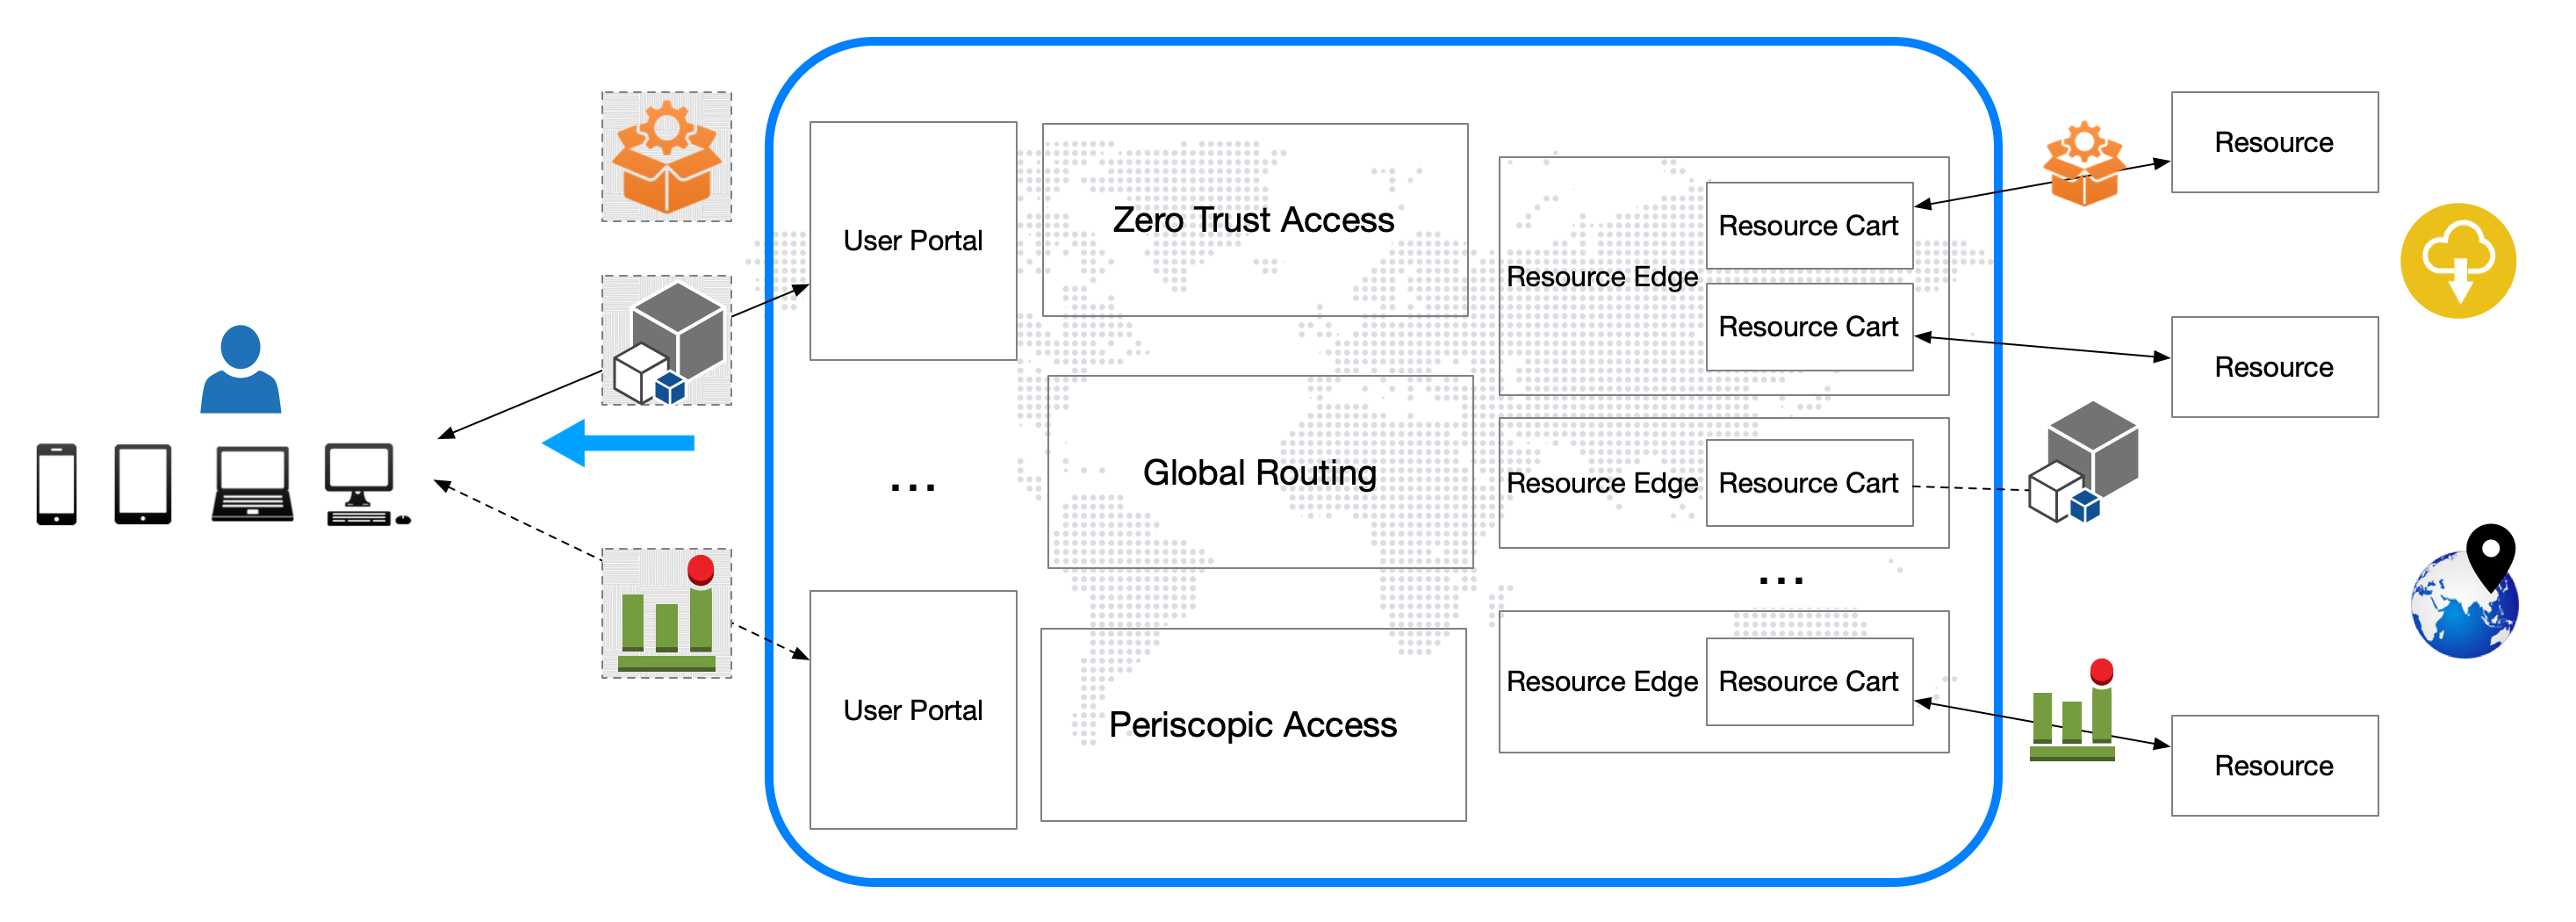 User Portal
...
User Portal
Zero Trust Access
Global Routing
Periscopic Access
Resource Edge
Resource Cart
Resource Cart
Resource Edge
Resource Cart
...
Resource Edge
Resource Cart
Resource
Resource
Resource